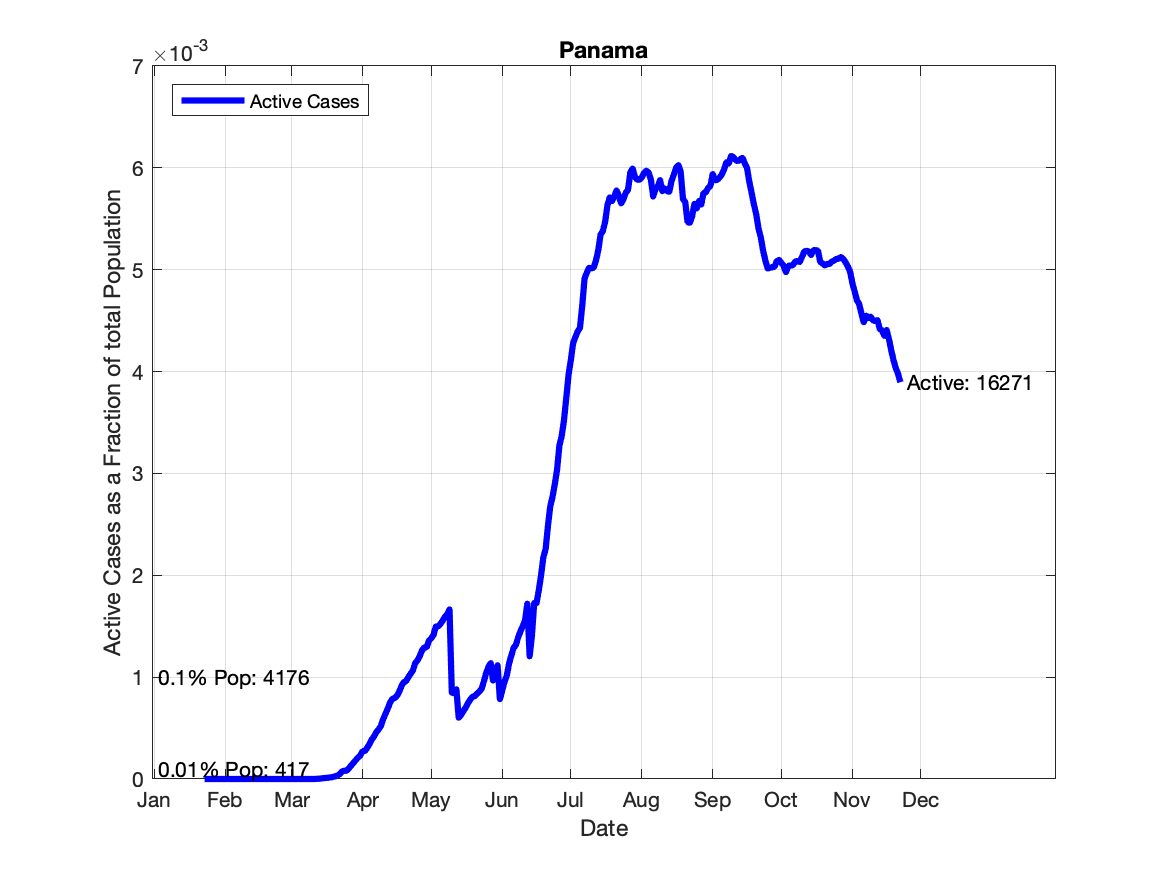 Panama
×10-3
7
Active Cases
6
5
4
Active: 16271
3
2
1
0.1% Pop: 4176
0.01% Pop: 417
0
Jan Feb Mar Apr May Jun Jul Aug Sep Oct Nov Dec
Date
Active Cases as a Fraction of total Population